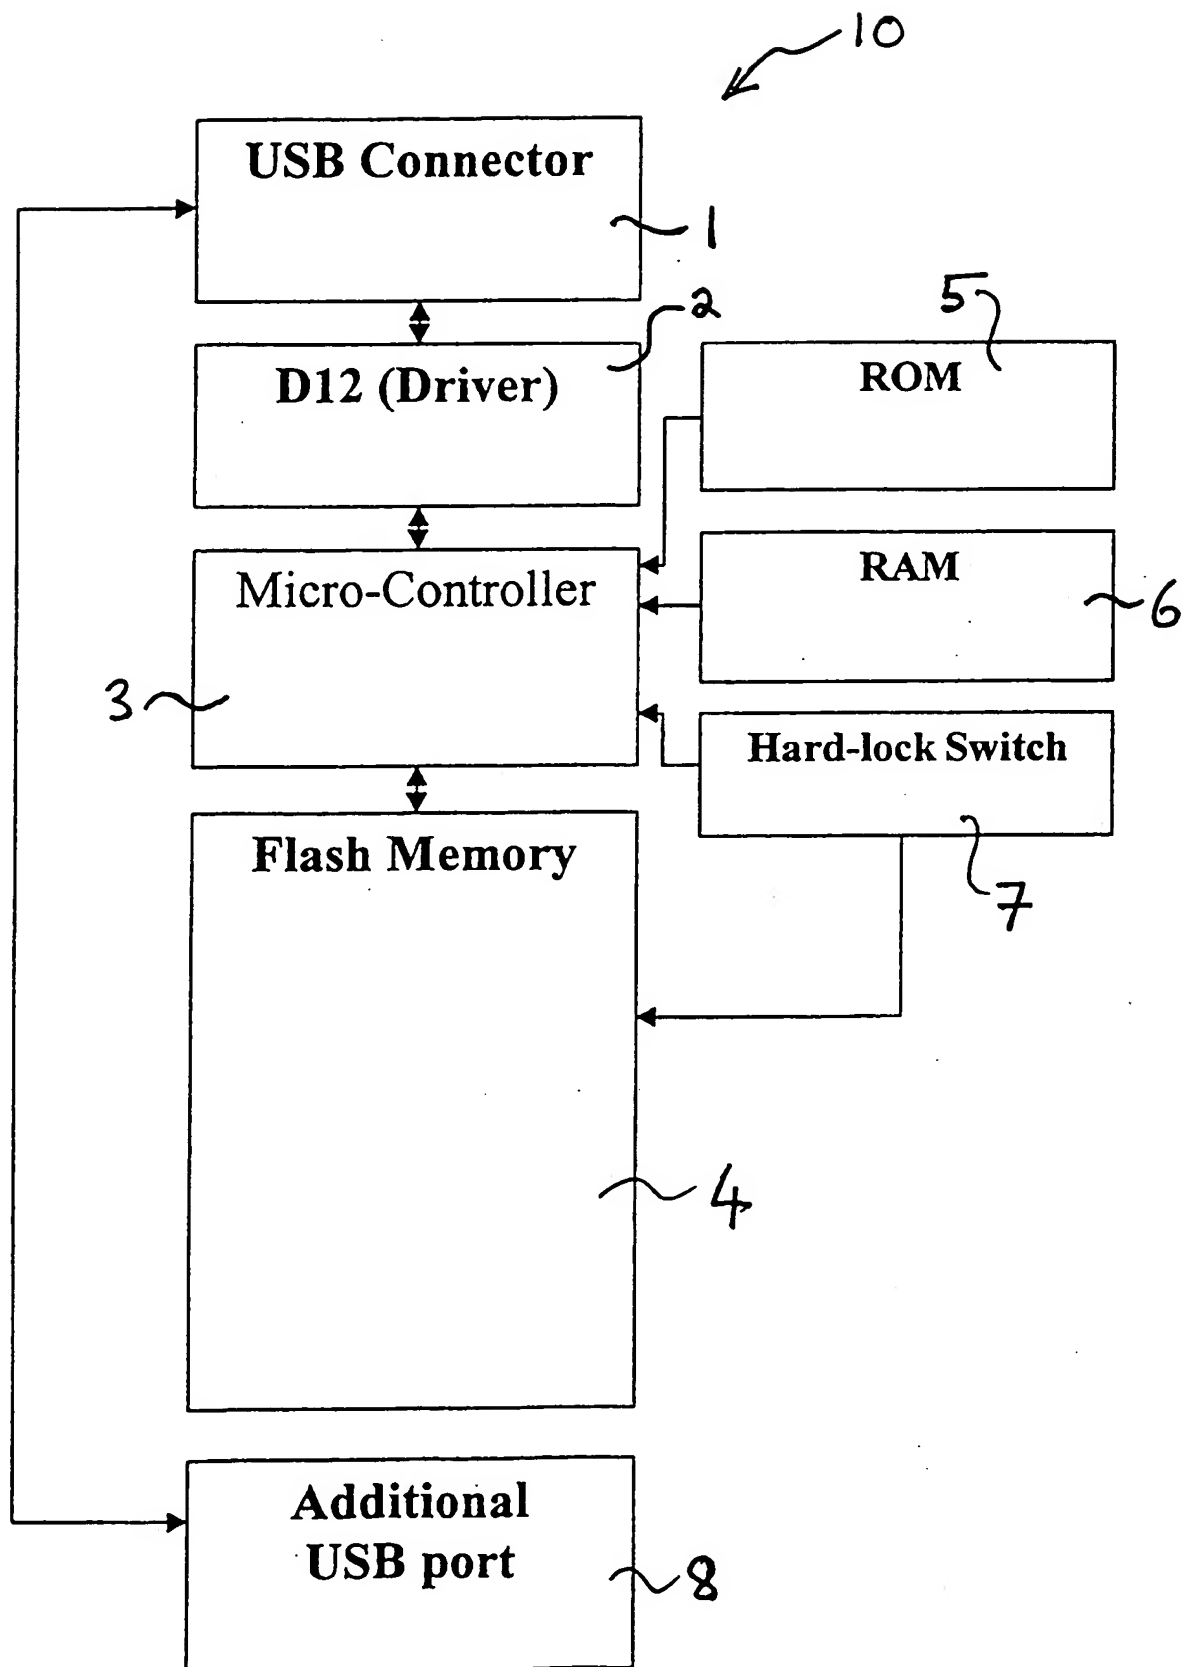 10
USB Connector
1
2
D12 (Driver)
5
ROM
Micro-Controller
3
RAM
6
Hard-lock Switch
7
Flash Memory
4
Additional
USB port
8